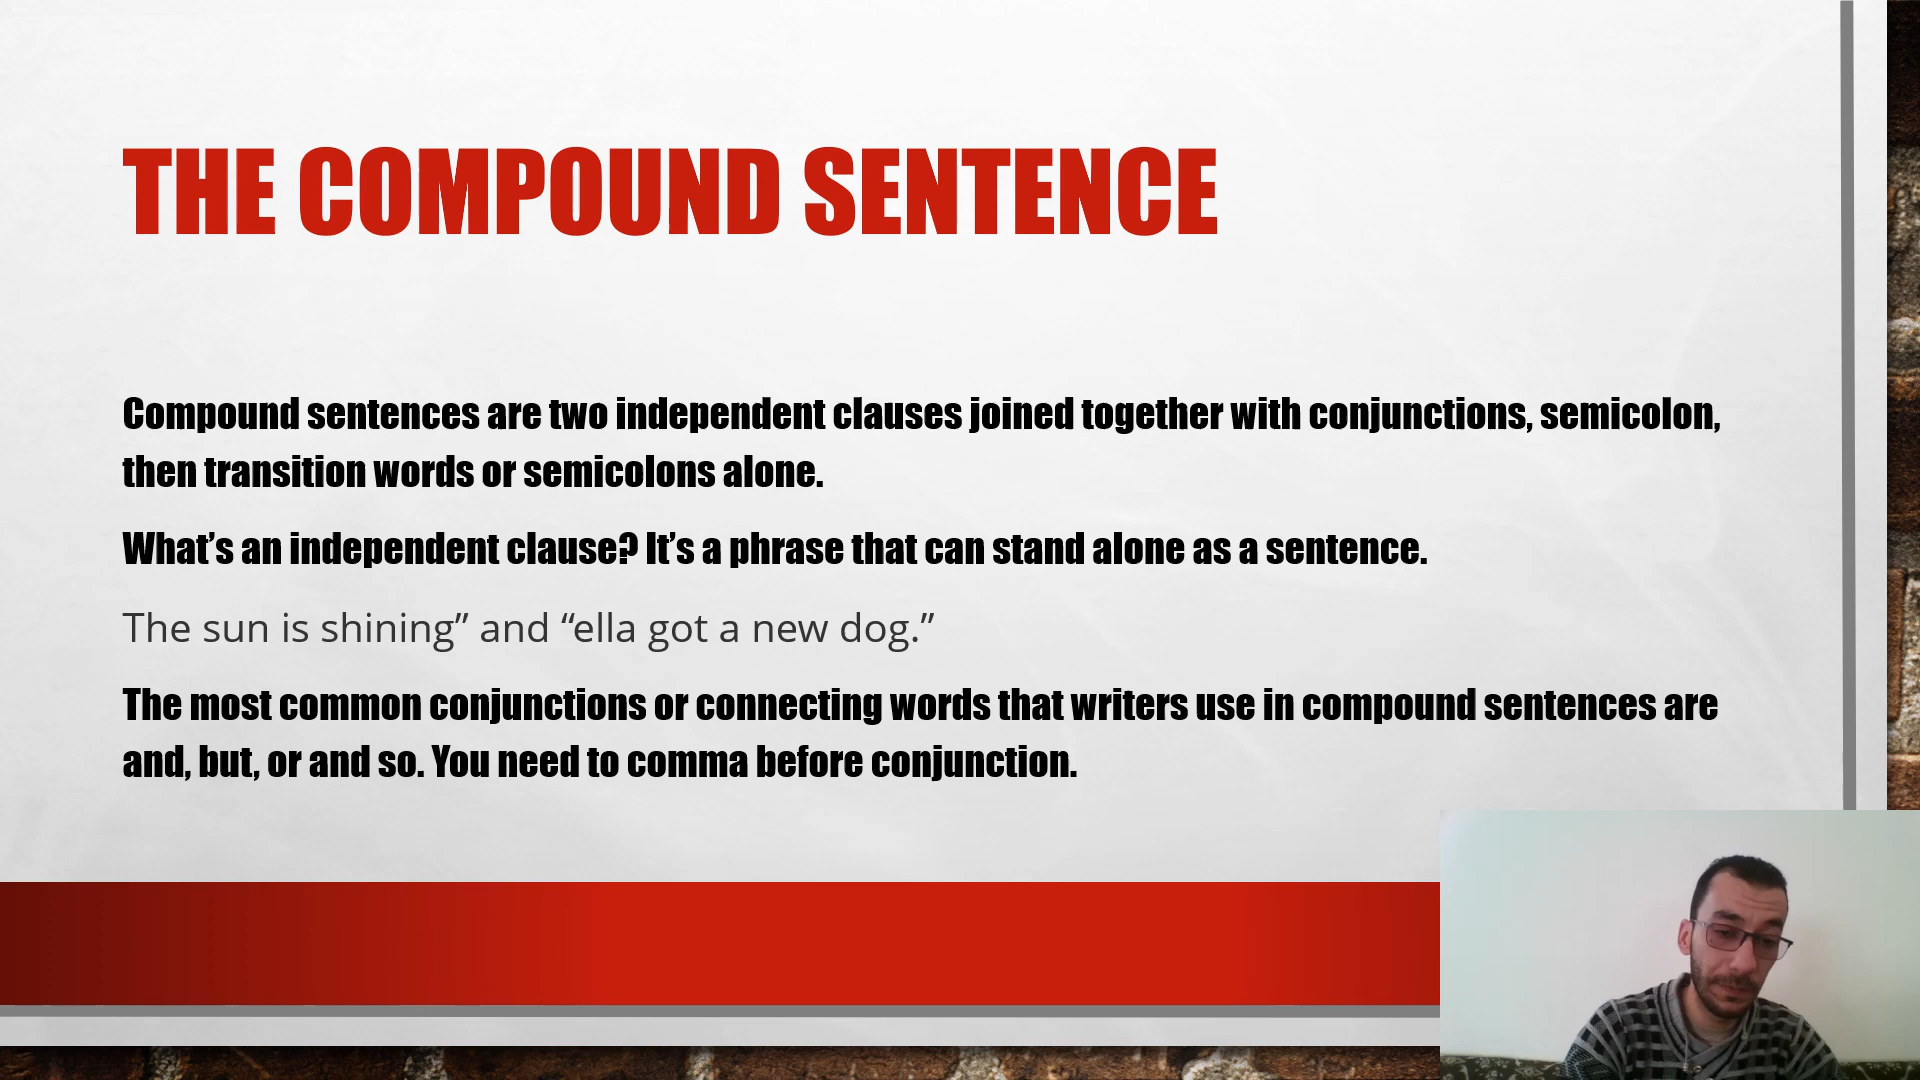 THE COMPOUND SENTENCE
Compound sentences are two independent clauses joined together with conjunctions, semicolon,
then transition words or semicolons alone.
What’s an independent clause? It’s a phrase that can stand alone as a sentence.
The sun is shining” and “ella got a new dog.”
The most common conjunctions or connecting words that writers use in compound sentences are
and, but, or and so. You need to comma before conjunction.